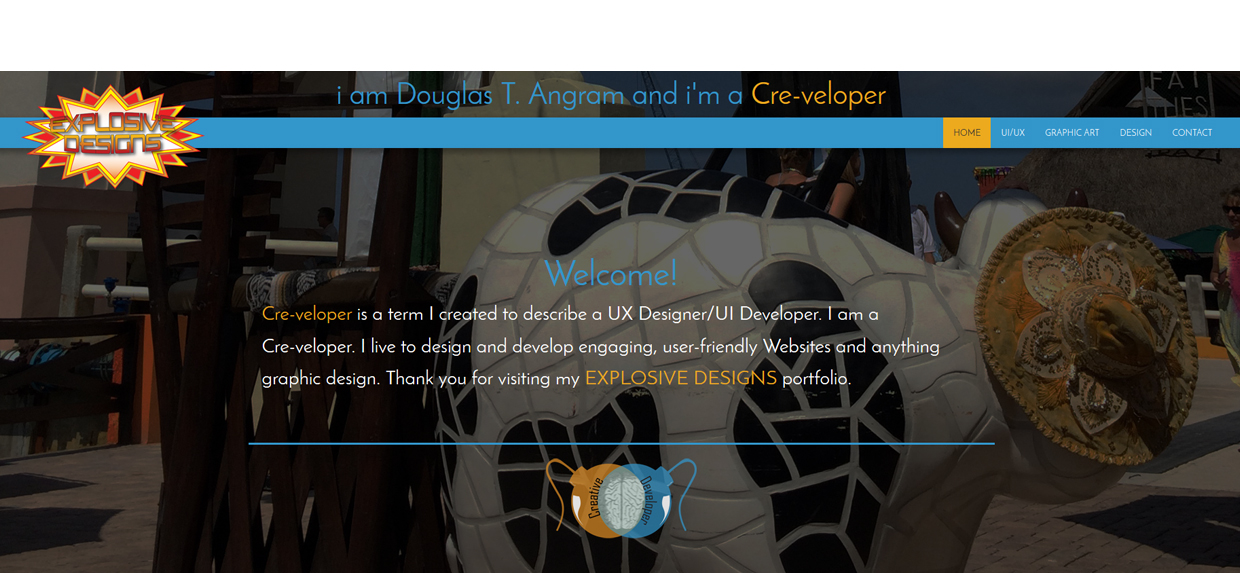 i am Douglas T. Angram and i'm a Cre-veloper
EXPLOSIVE
DESIGNS
HOME UI/UX GRAPHIC ART DESIGN CONTACT
FAT
Welcome!
Cre-veloper is a term I created to describe a UX Designer/UI Developer. I am a
Cre-veloper. I live to design and develop engaging, user-friendly Websites and anything
graphic design. Thank you for visiting my EXPLOSIVE DESIGNS portfolio.
Creative
Developer